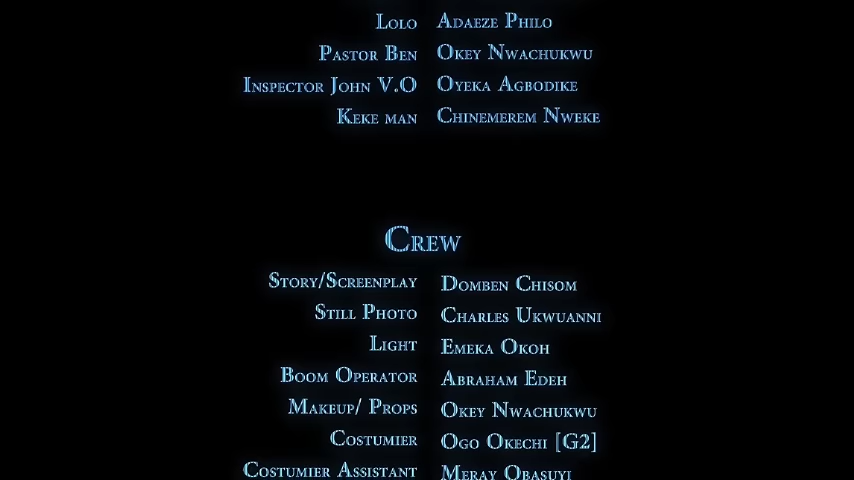 Lolo Adaeze Philo
Pastor Ben Okey Nwachukwu
Inspector John V.O Oyeka Agbodike
Keke man Chinemerem Nweke
Crew
Story/Screenplay Domben Chisom
Still Photo Charles Ukwuanni
Light Emeka Okoh
Boom Operator Abraham Edeh
Makeup/ Props Okey Nwachukwu
Costumier Ogo Okechi [G2]
Costumier Assistant Meray Obasuyi